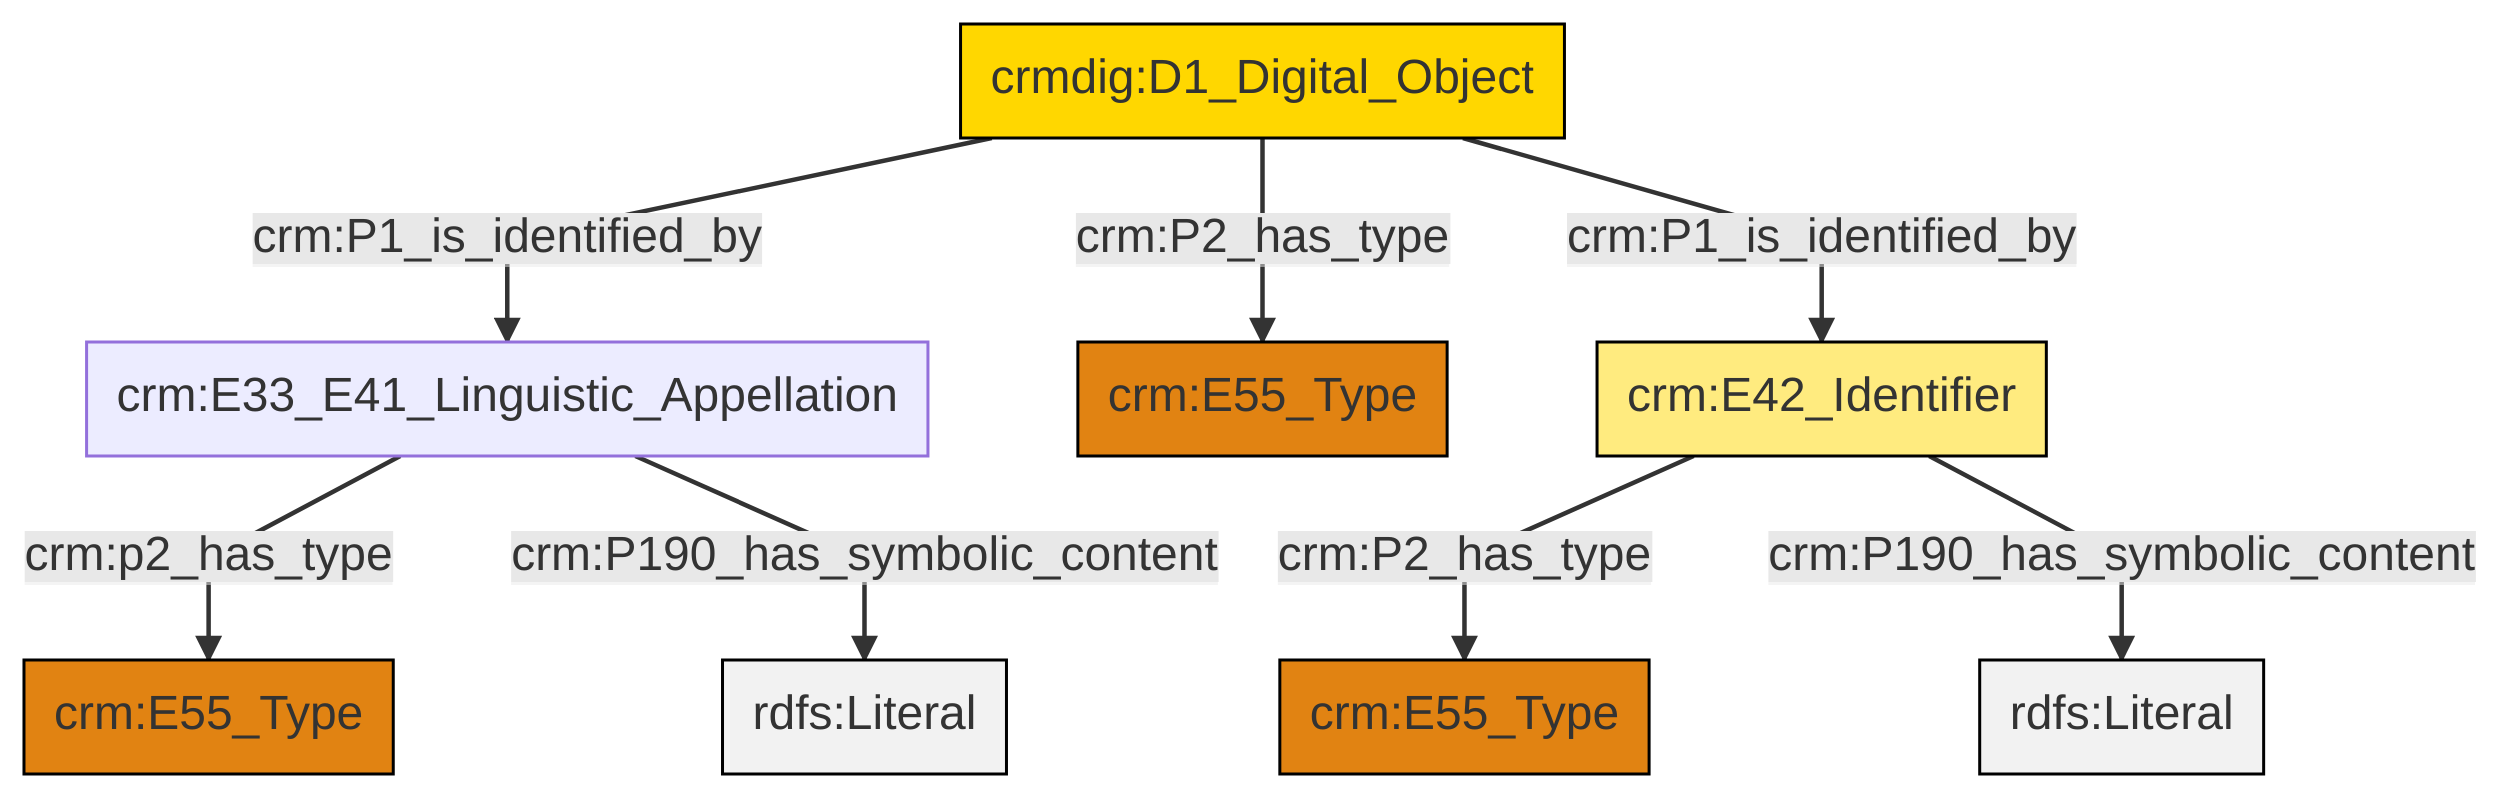 crmdig:D1_Digital_Object
crm:P1_is_identified_by
crm:P2_has_type
crm:P1_is_identified_by
crm:E33_E41_Linguistic_Appellation
crm:E55_Type
crm:E42_Identifier
crm:p2_has_type
crm:P190_has_symbolic_content
crm:P2_has_type
crm:P190_has_symbolic_content
crm:E55_Type
rdfs:Literal
crm:E55_Type
rdfs:Literal